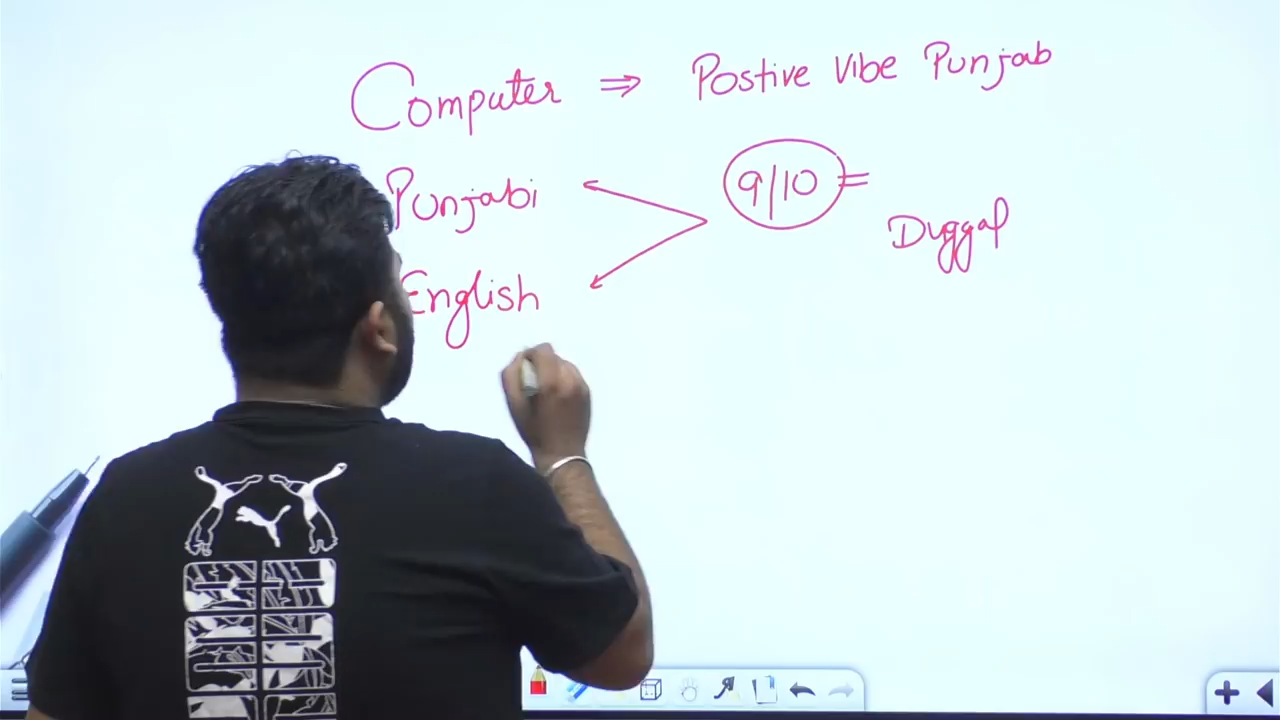 Computer ⇒ Postive Vibe Punjab
Punjabi 9/10 =
Duggal
English